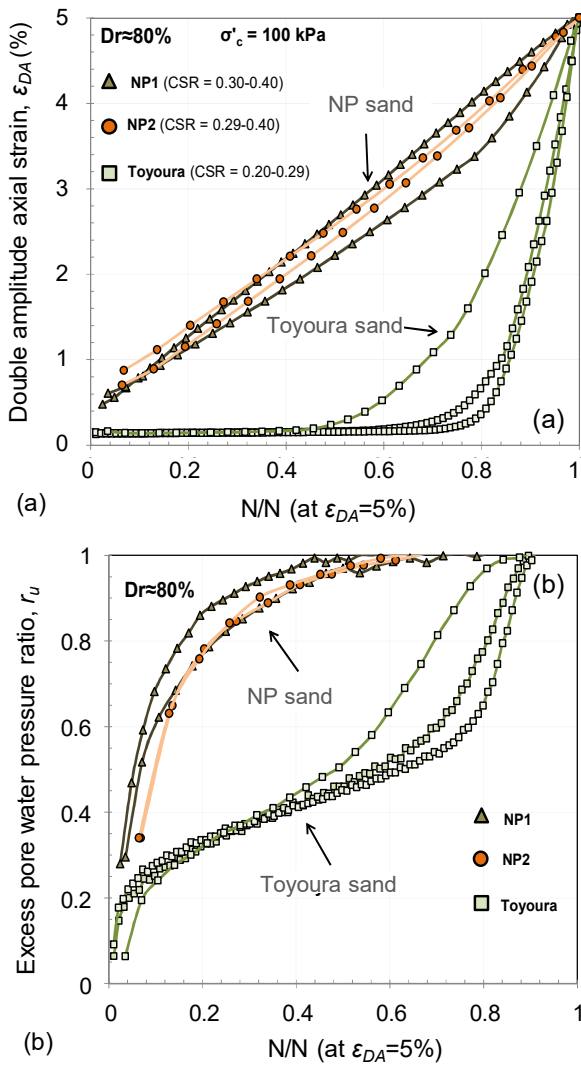 Dr≈80% σ'c = 100 kPa
NP1 (CSR = 0.30-0.40)
NP2 (CSR = 0.29-0.40)
Toyoura (CSR = 0.20-0.29)
NP sand
Toyoura sand
(a)
Double amplitude axial strain, εDA (%)
5
4
3
2
1
0
0 0.2 0.4 0.6 0.8 1
(a)
N/N (at εDA=5%)
Dr≈80%
(b)
NP sand
Toyoura sand
NP1
NP2
Toyoura
Excess pore water pressure ratio, ru
1
0.8
0.6
0.4
0.2
0
0 0.2 0.4 0.6 0.8 1
(b)
N/N (at εDA=5%)